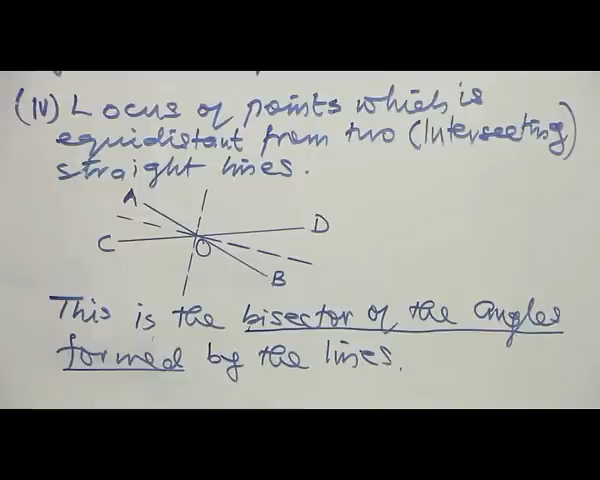 (IV) Locus of points which is
equidistant from two (Intersecting)
straight lines.
A
C
D
O
B
This is the bisector of the angles
formed by the lines.